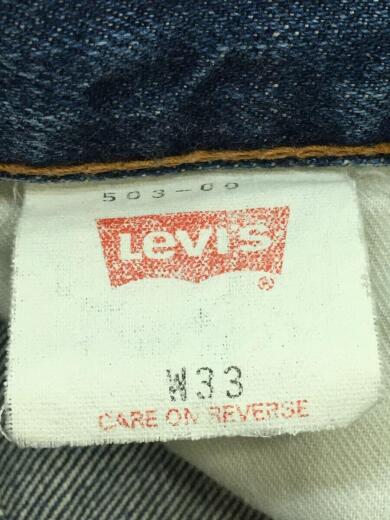 503-00
Levi's
®
W33
CARE ON REVERSE